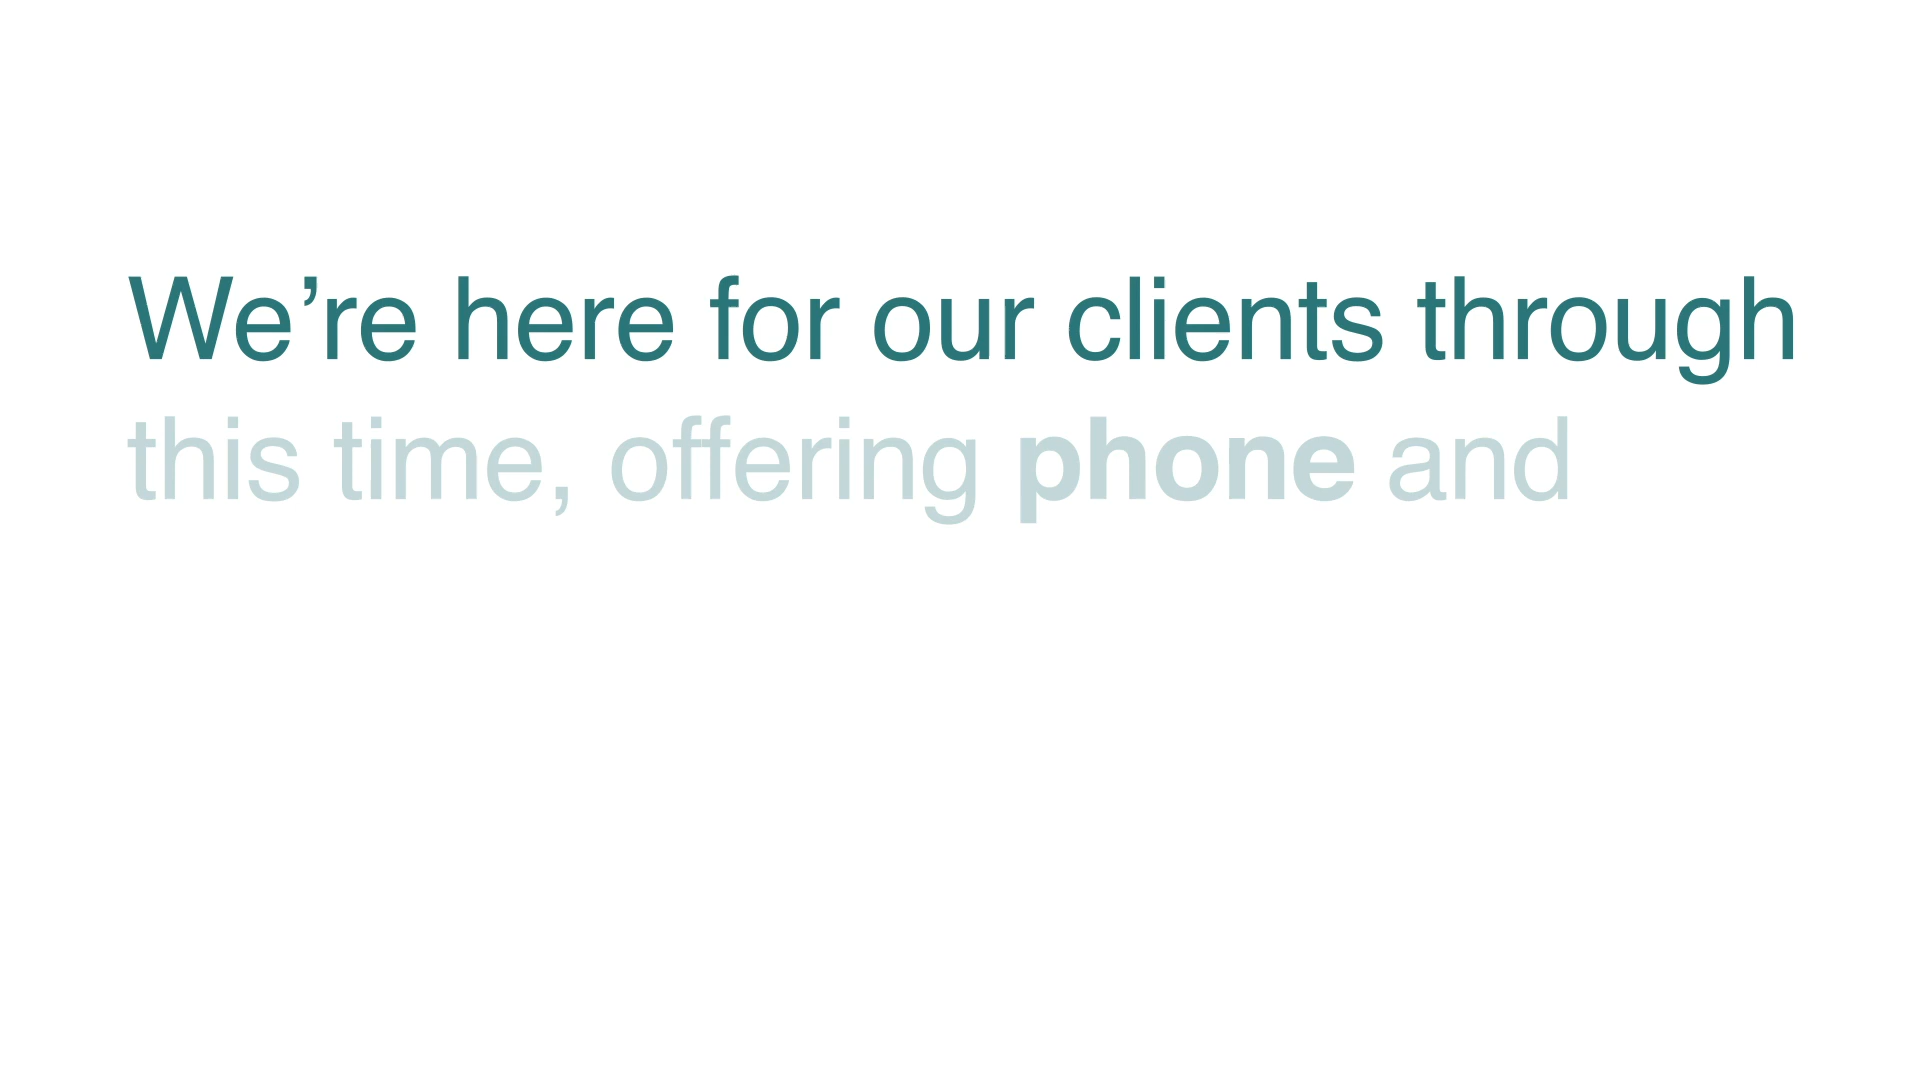 We’re here for our clients through
this time, offering phone and